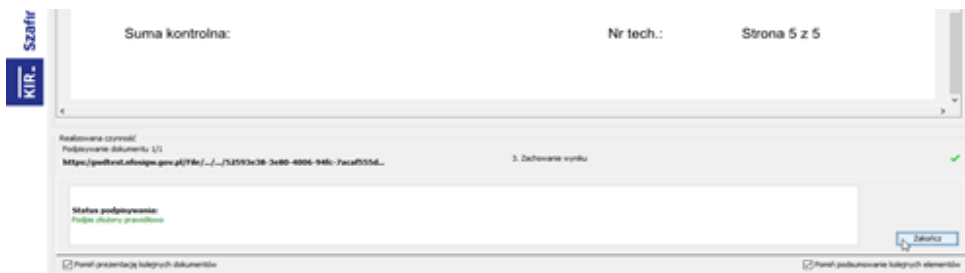 Szafir
KIR.
Suma kontrolna: Nr tech.: Strona 5 z 5
Realizowana czynność
Podpisywanie dokumentu 1/1
3. Zachowanie wyniku
Status podpisywania:
Podpis złożony prawidłowo
Zakończ
Pomiń prezentację kolejnych dokumentów
Pomiń podsumowanie kolejnych elementów